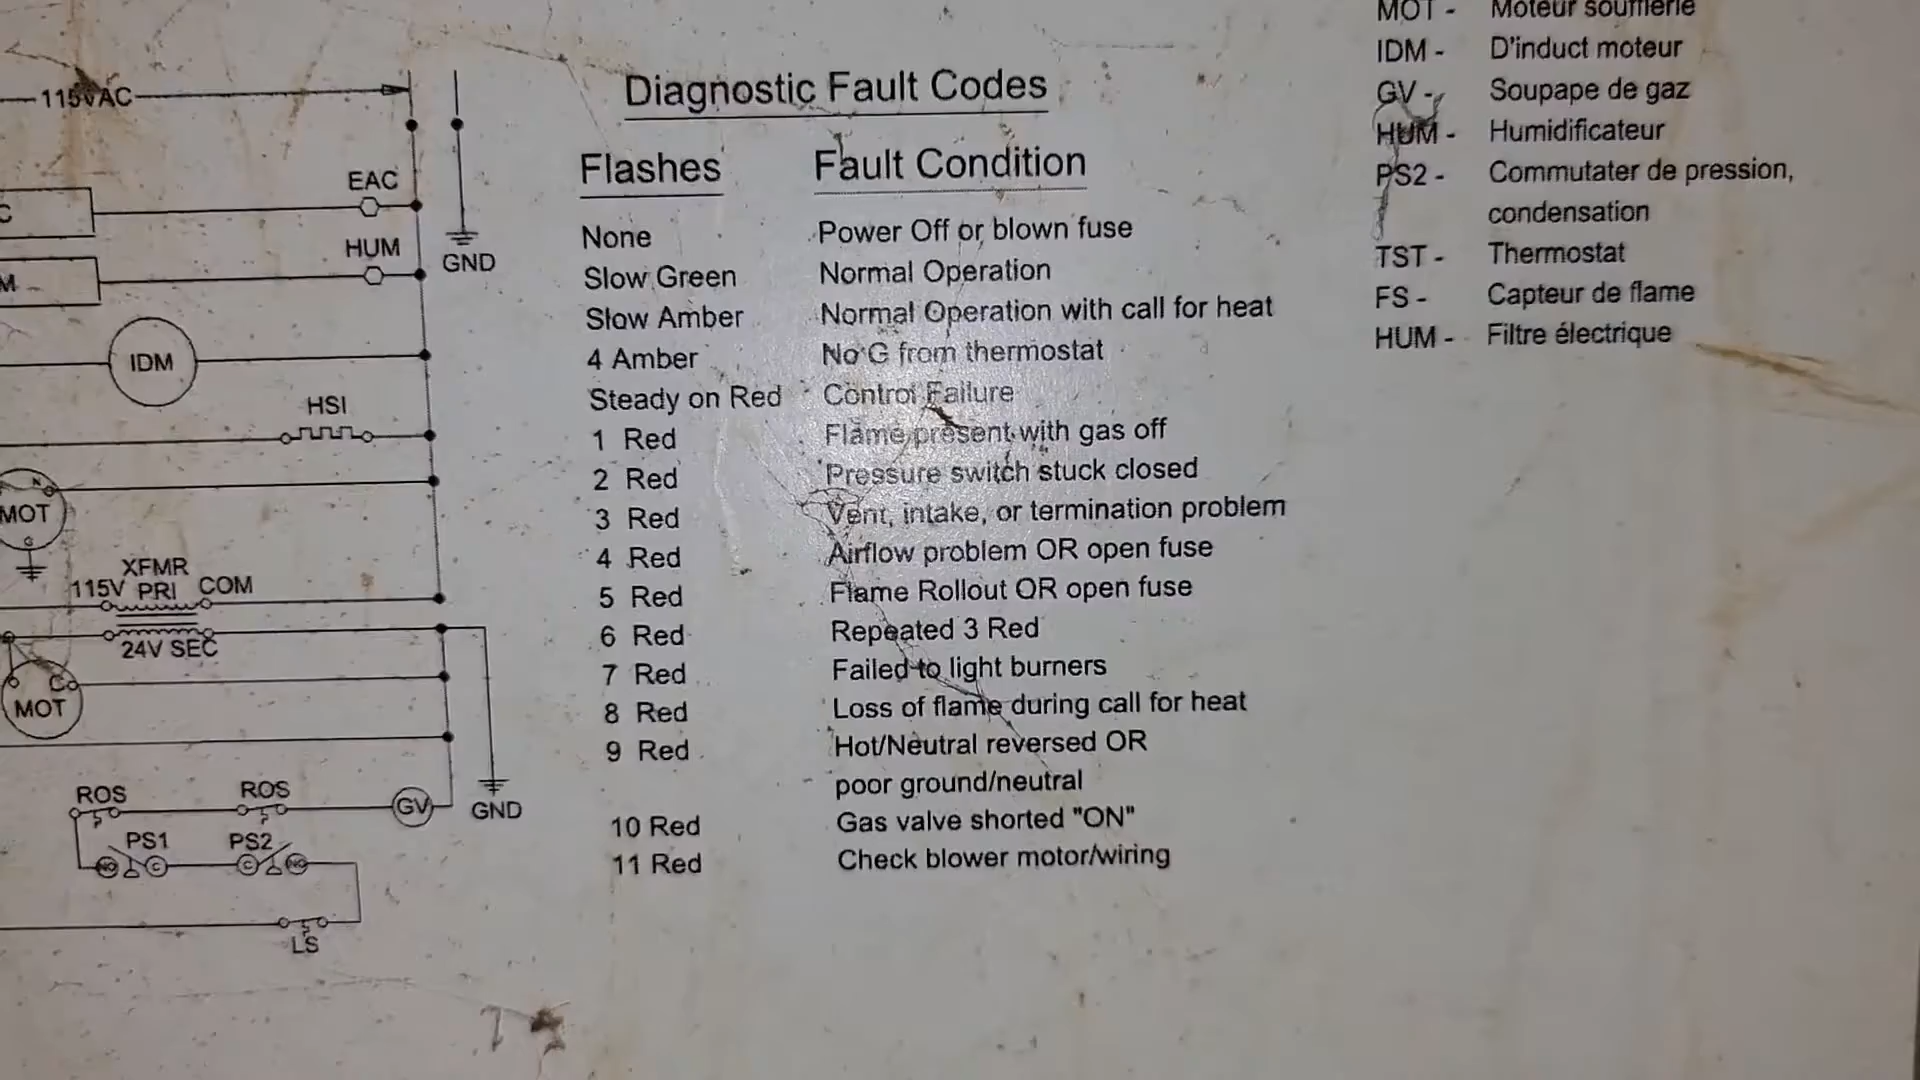 115VAC
EAC
C
HUM
GND
M
IDM
HSI
N
MOT
G
XFMR
115V PRI COM
24V SEC
C
MOT
ROS ROS
GV
GND
PS1 PS2
NO C C NO
LS
Diagnostic Fault Codes
Flashes Fault Condition
None Power Off or blown fuse
Slow Green Normal Operation
Slow Amber Normal Operation with call for heat
4 Amber No G from thermostat
Steady on Red Control Failure
1 Red Flame present with gas off
2 Red Pressure switch stuck closed
3 Red Vent, intake, or termination problem
4 Red Airflow problem OR open fuse
5 Red Flame Rollout OR open fuse
6 Red Repeated 3 Red
7 Red Failed to light burners
8 Red Loss of flame during call for heat
9 Red Hot/Neutral reversed OR
poor ground/neutral
10 Red Gas valve shorted "ON"
11 Red Check blower motor/wiring
MOT - Moteur soufflerie
IDM - D'induct moteur
GV - Soupape de gaz
HUM - Humidificateur
PS2 - Commutater de pression,
condensation
TST - Thermostat
FS - Capteur de flame
HUM - Filtre électrique